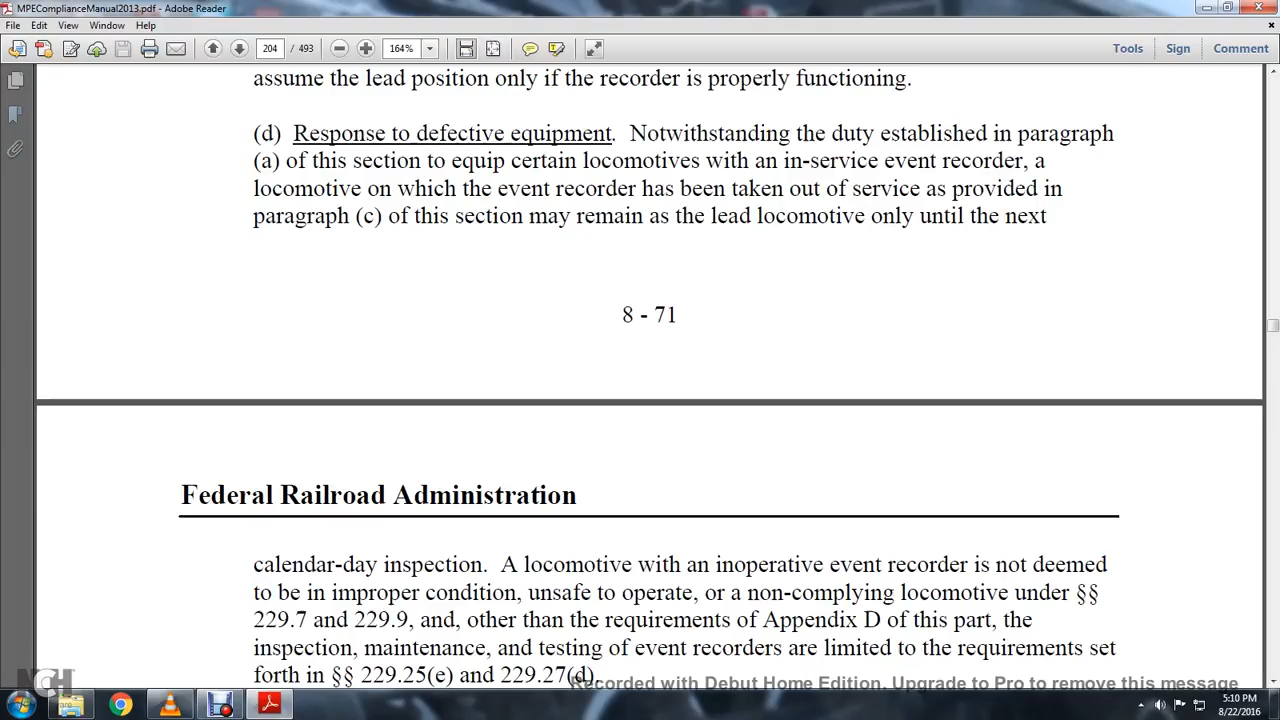 MPEComplianceManual2013.pdf - Adobe Reader
File Edit View Window Help
204 / 493 164% Tools Sign Comment
assume the lead position only if the recorder is properly functioning.
(d) Response to defective equipment. Notwithstanding the duty established in paragraph
(a) of this section to equip certain locomotives with an in-service event recorder, a
locomotive on which the event recorder has been taken out of service as provided in
paragraph (c) of this section may remain as the lead locomotive only until the next
8 - 71
Federal Railroad Administration
calendar-day inspection. A locomotive with an inoperative event recorder is not deemed
to be in improper condition, unsafe to operate, or a non-complying locomotive under §§
229.7 and 229.9, and, other than the requirements of Appendix D of this part, the
inspection, maintenance, and testing of event recorders are limited to the requirements set
forth in §§ 229.25(e) and 229.27(d).
NCH
Recorded with Debut Home Edition. Upgrade to Pro to remove this message
5:10 PM
8/22/2016